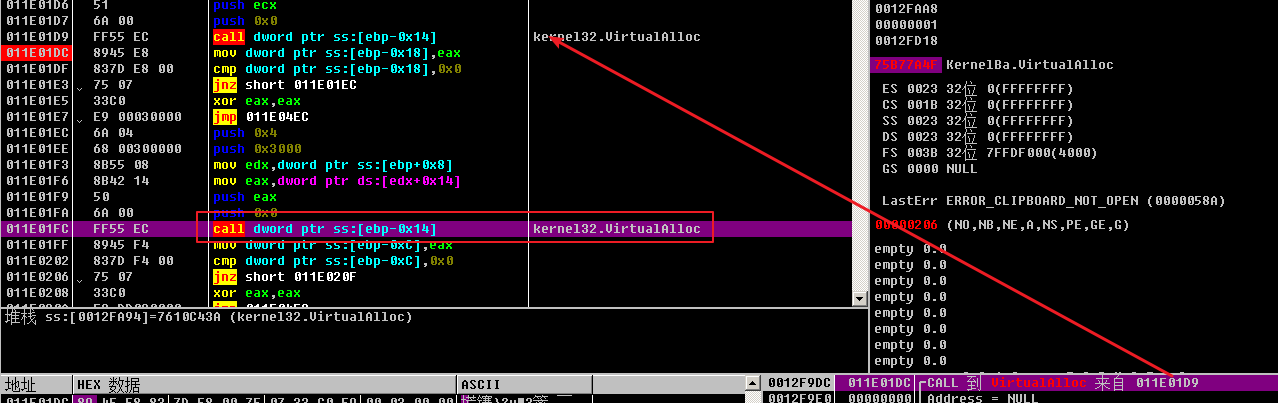 011E01D6 51 push ecx
011E01D7 6A 00 push 0x0
011E01D9 FF55 EC call dword ptr ss:[ebp-0x14] kernel32.VirtualAlloc
011E01DC 8945 E8 mov dword ptr ss:[ebp-0x18],eax
011E01DF 837D E8 00 cmp dword ptr ss:[ebp-0x18],0x0
011E01E3 75 07 jnz short 011E01EC
011E01E5 33C0 xor eax,eax
011E01E7 E9 00030000 jmp 011E04EC
011E01EC 6A 04 push 0x4
011E01EE 68 00300000 push 0x3000
011E01F3 8B55 08 mov edx,dword ptr ss:[ebp+0x8]
011E01F6 8B42 14 mov eax,dword ptr ds:[edx+0x14]
011E01F9 50 push eax
011E01FA 6A 00 push 0x0
011E01FC FF55 EC call dword ptr ss:[ebp-0x14] kernel32.VirtualAlloc
011E01FF 8945 F4 mov dword ptr ss:[ebp-0xC],eax
011E0202 837D F4 00 cmp dword ptr ss:[ebp-0xC],0x0
011E0206 75 07 jnz short 011E020F
011E0208 33C0 xor eax,eax
堆栈 ss:[0012FA94]=7610C43A (kernel32.VirtualAlloc)
0012FAA8
00000001
0012FD18
75B77A4F KernelBa.VirtualAlloc
ES 0023 32位 0(FFFFFFFF)
CS 001B 32位 0(FFFFFFFF)
SS 0023 32位 0(FFFFFFFF)
DS 0023 32位 0(FFFFFFFF)
FS 003B 32位 7FFDF000(4000)
GS 0000 NULL
LastErr ERROR_CLIPBOARD_NOT_OPEN (0000058A)
00000206 (NO,NB,NE,A,NS,PE,GE,G)
empty 0.0
empty 0.0
empty 0.0
empty 0.0
empty 0.0
empty 0.0
empty 0.0
empty 0.0
地址 HEX 数据 ASCII
0012F9DC 011E01DC CALL 到 VirtualAlloc 来自 011E01D9
0012F9E0 00000000 Address = NULL